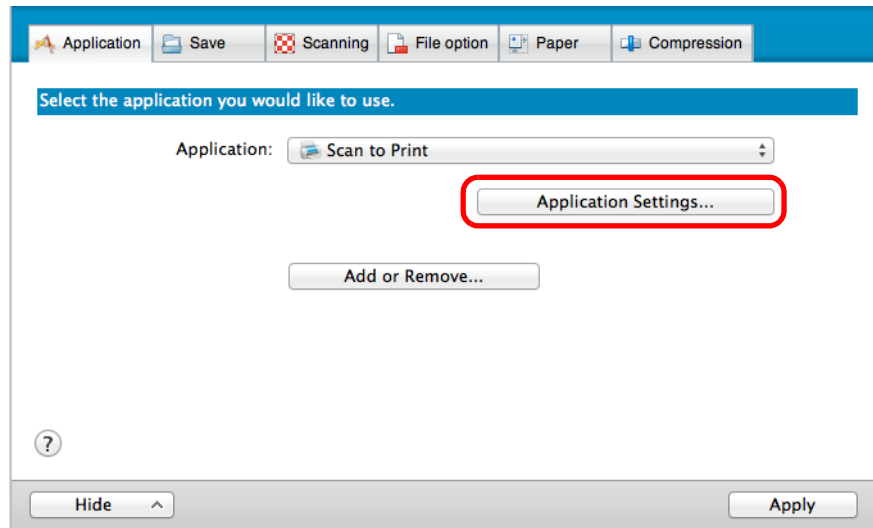 Application Save Scanning File option Paper Compression
Select the application you would like to use.
Application: Scan to Print
Application Settings...
Add or Remove...
?
Hide Apply